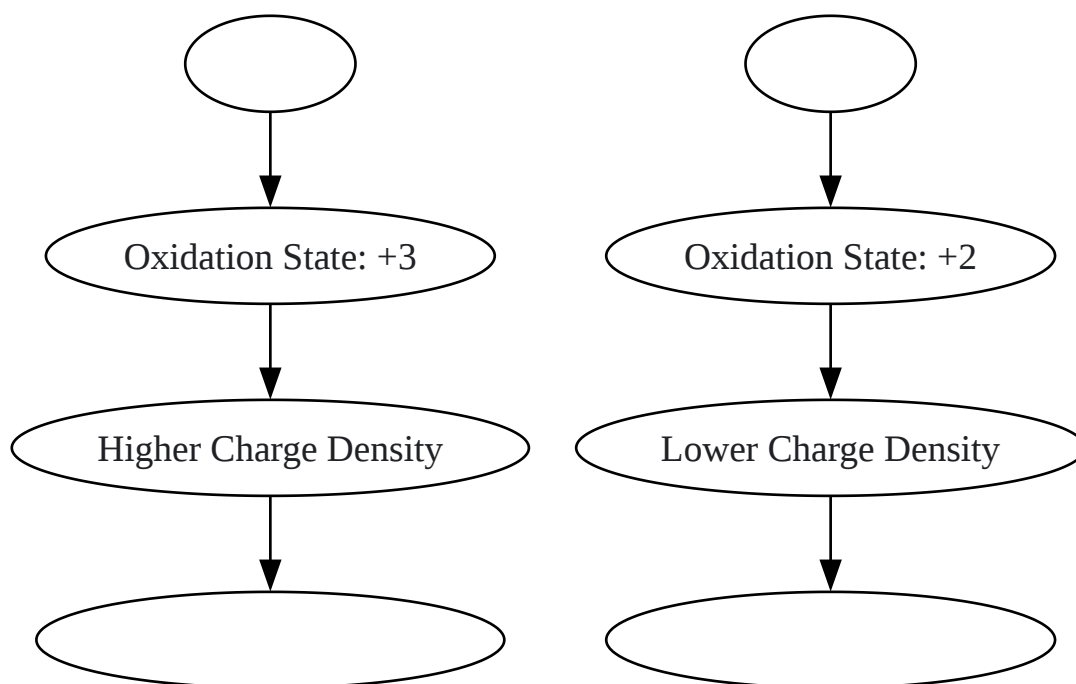 Oxidation State: +3
Oxidation State: +2
Higher Charge Density
Lower Charge Density